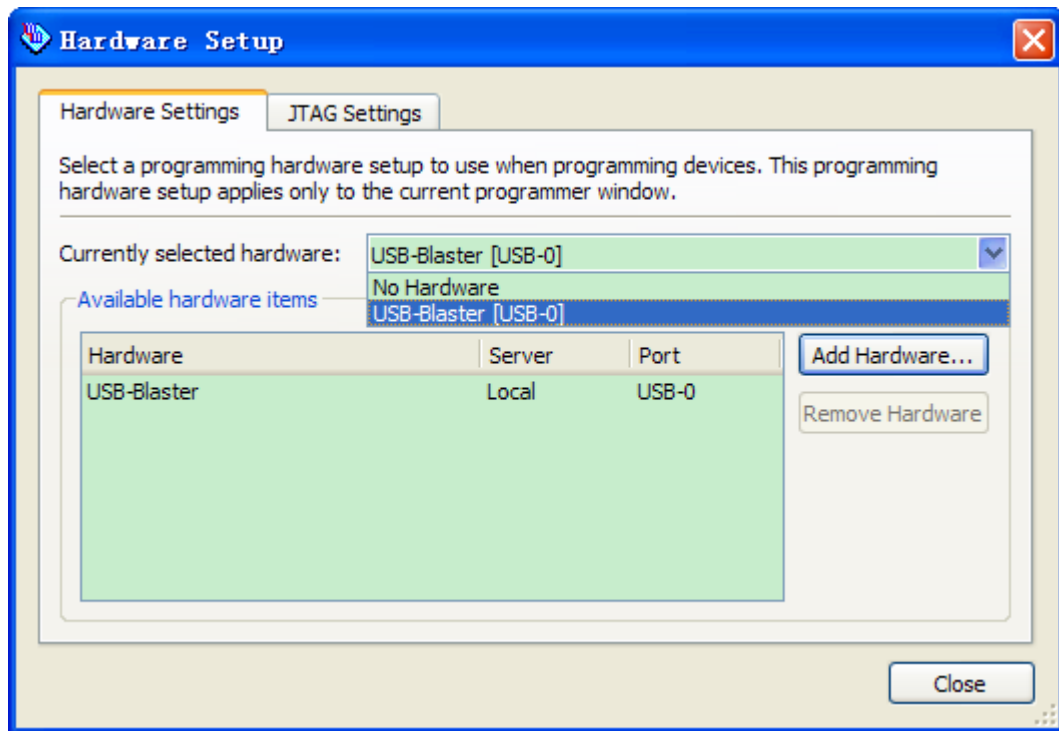 Hardware Setup
Hardware Settings
JTAG Settings
Select a programming hardware setup to use when programming devices. This programming
hardware setup applies only to the current programmer window.
Currently selected hardware:
USB-Blaster [USB-0]
No Hardware
USB-Blaster [USB-0]
Available hardware items
Hardware Server Port
USB-Blaster Local USB-0
Add Hardware...
Remove Hardware
Close